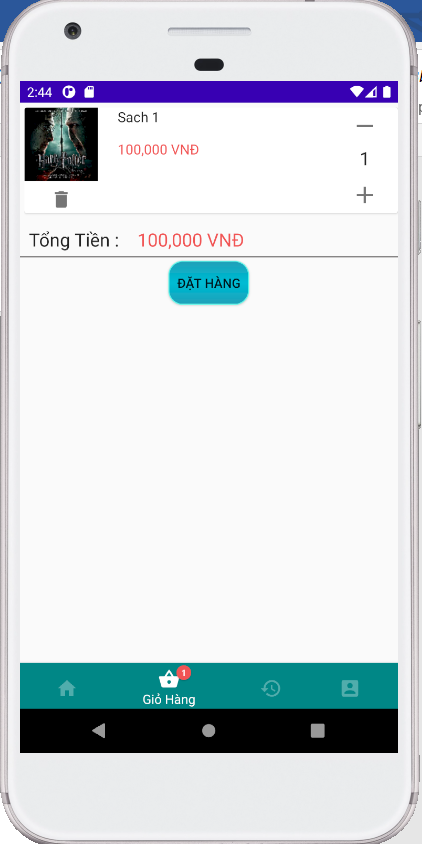 2:44
Sach 1
100,000 VNĐ
1
Tổng Tiền : 100,000 VNĐ
ĐẶT HÀNG
1
Giỏ Hàng